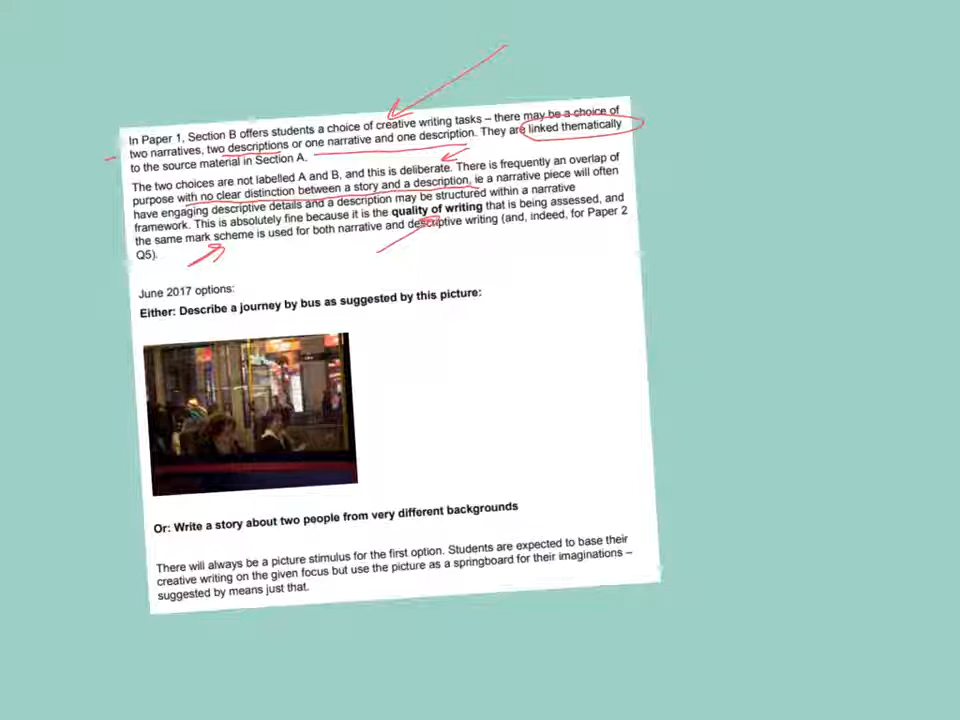 In Paper 1, Section B offers students a choice of creative writing tasks – there may be a choice of
two narratives, two descriptions or one narrative and one description. They are linked thematically
to the source material in Section A.
The two choices are not labelled A and B, and this is deliberate. There is frequently an overlap of
purpose with no clear distinction between a story and a description, ie a narrative piece will often
have engaging descriptive details and a description may be structured within a narrative
framework. This is absolutely fine because it is the quality of writing that is being assessed, and
the same mark scheme is used for both narrative and descriptive writing (and, indeed, for Paper 2
Q5).
June 2017 options:
Either: Describe a journey by bus as suggested by this picture:
Or: Write a story about two people from very different backgrounds
There will always be a picture stimulus for the first option. Students are expected to base their
creative writing on the given focus but use the picture as a springboard for their imaginations –
suggested by means just that.